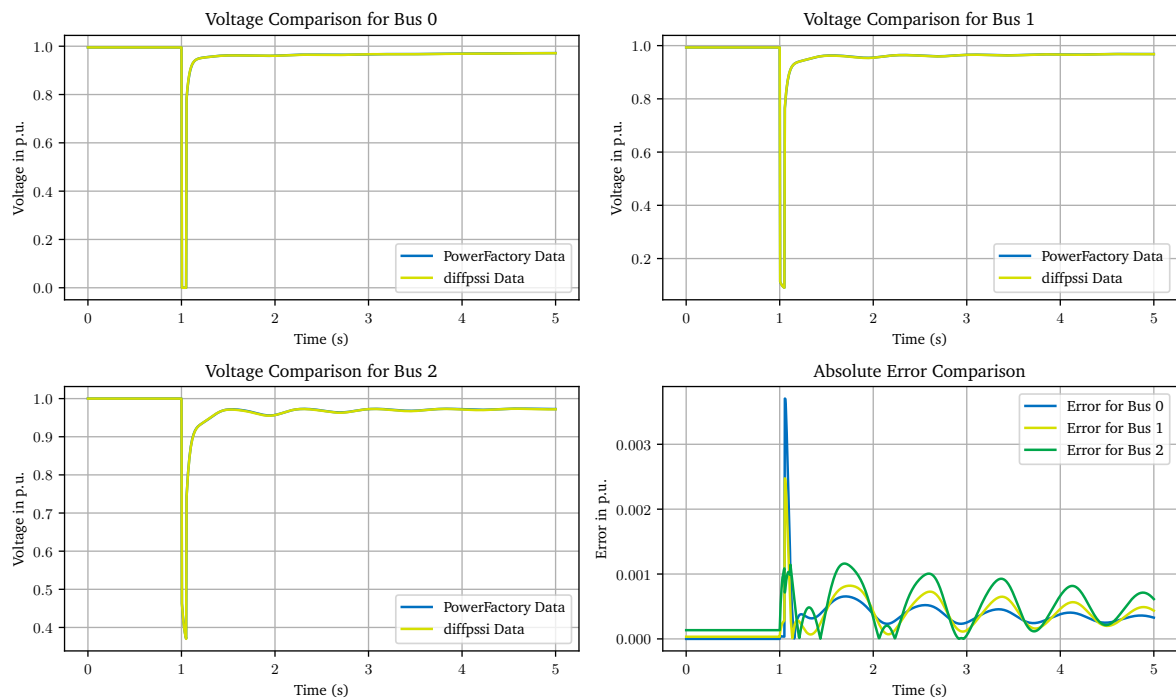 Voltage Comparison for Bus 0
Voltage in p.u.
1.0
0.8
0.6
0.4
0.2
0.0
PowerFactory Data
diffpssi Data
0 1 2 3 4 5
Time (s)
Voltage Comparison for Bus 1
Voltage in p.u.
1.0
0.8
0.6
0.4
0.2
PowerFactory Data
diffpssi Data
0 1 2 3 4 5
Time (s)
Voltage Comparison for Bus 2
Voltage in p.u.
1.0
0.9
0.8
0.7
0.6
0.5
0.4
PowerFactory Data
diffpssi Data
0 1 2 3 4 5
Time (s)
Absolute Error Comparison
Error in p.u.
0.003
0.002
0.001
0.000
Error for Bus 0
Error for Bus 1
Error for Bus 2
0 1 2 3 4 5
Time (s)